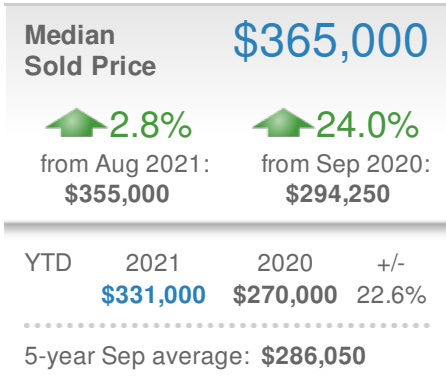 Median $365,000
Sold Price
2.8% 24.0%
from Aug 2021: from Sep 2020:
$355,000 $294,250
YTD 2021 2020 +/-
$331,000 $270,000 22.6%
5-year Sep average: $286,050